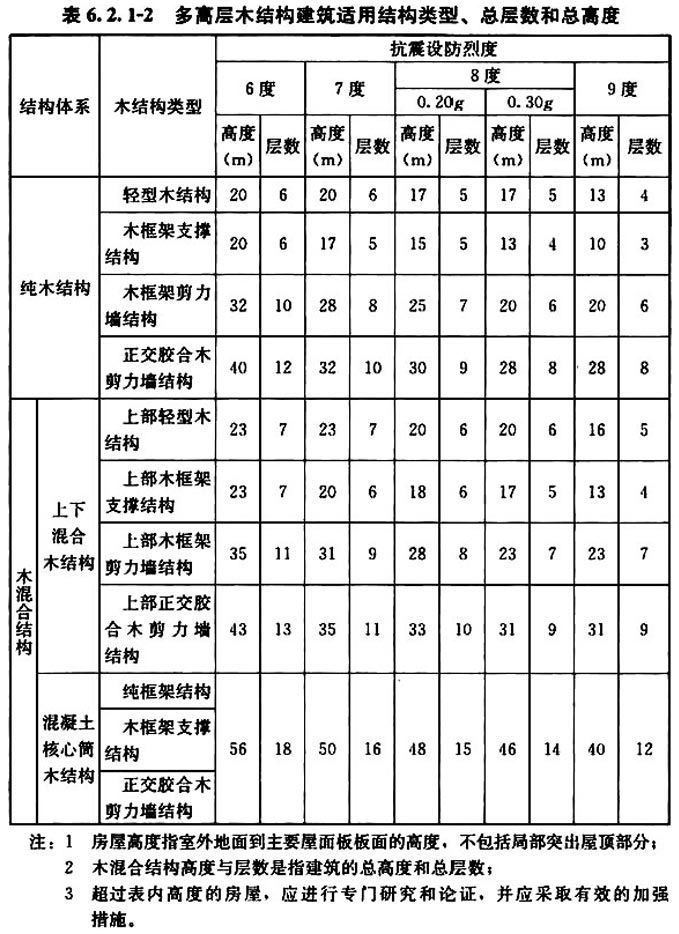 表 6.2.1-2 多高层木结构建筑适用结构类型、总层数和总高度
结构体系 木结构类型 抗震设防烈度
6度 7度 8度 9度
0.20g 0.30g
高度(m) 层数 高度(m) 层数 高度(m) 层数 高度(m) 层数 高度(m) 层数
纯木结构
轻型木结构 20 6 20 6 17 5 17 5 13 4
木框架支撑结构 20 6 17 5 15 5 13 4 10 3
木框架剪力墙结构 32 10 28 8 25 7 20 6 20 6
正交胶合木剪力墙结构 40 12 32 10 30 9 28 8 28 8
木混合结构
上下混合木结构
上部轻型木结构 23 7 23 7 20 6 20 6 16 5
上部木框架支撑结构 23 7 20 6 18 6 17 5 13 4
上部木框架剪力墙结构 35 11 31 9 28 8 23 7 23 7
上部正交胶合木剪力墙结构 43 13 35 11 33 10 31 9 31 9
混凝土核心筒木结构
纯框架结构
木框架支撑结构 56 18 50 16 48 15 46 14 40 12
正交胶合木剪力墙结构
注：1 房屋高度指室外地面到主要屋面板板面的高度，不包括局部突出屋顶部分；
2 木混合结构高度与层数是指建筑的总高度和总层数；
3 超过表内高度的房屋，应进行专门研究和论证，并应采取有效的加强
措施。